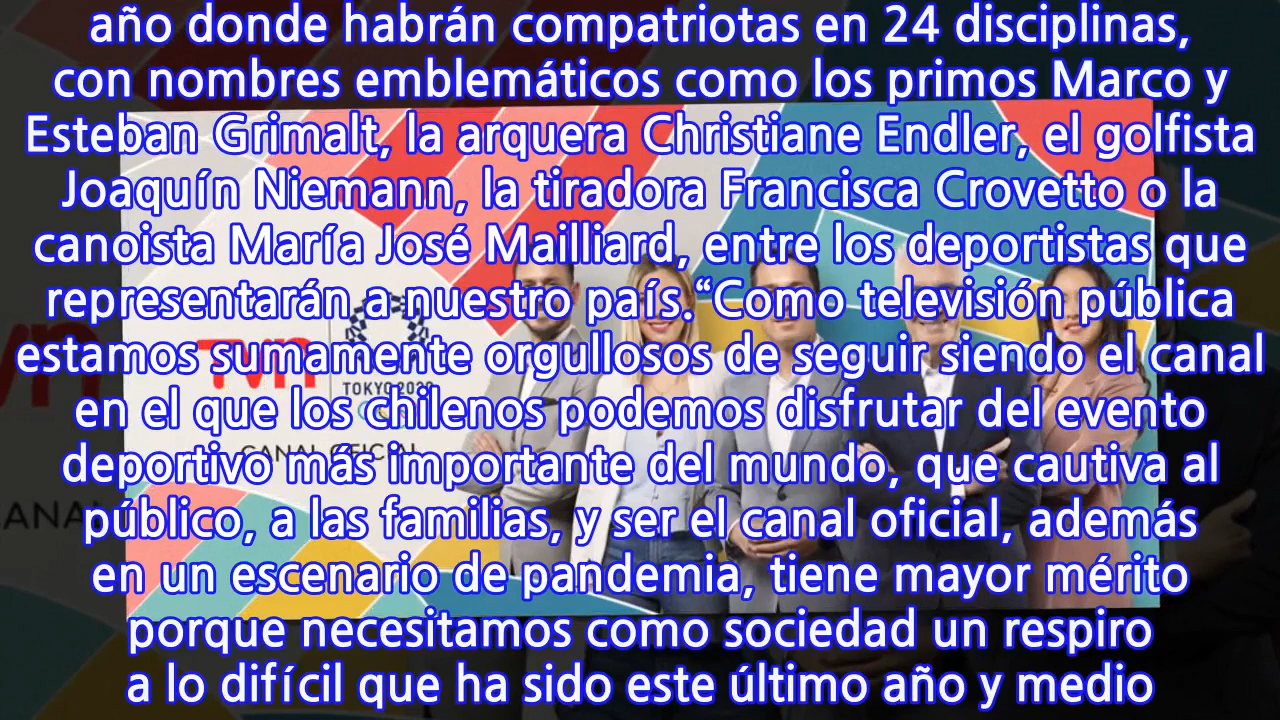 año donde habrán compatriotas en 24 disciplinas,
con nombres emblemáticos como los primos Marco y
Esteban Grimalt, la arquera Christiane Endler, el golfista
Joaquín Niemann, la tiradora Francisca Crovetto o la
canoista María José Mailliard, entre los deportistas que
representarán a nuestro país.“Como televisión pública
estamos sumamente orgullosos de seguir siendo el canal
en el que los chilenos podemos disfrutar del evento
deportivo más importante del mundo, que cautiva al
público, a las familias, y ser el canal oficial, además
en un escenario de pandemia, tiene mayor mérito
porque necesitamos como sociedad un respiro
a lo difícil que ha sido este último año y medio
TVN
TOKYO 2020
CANAL OFICIAL